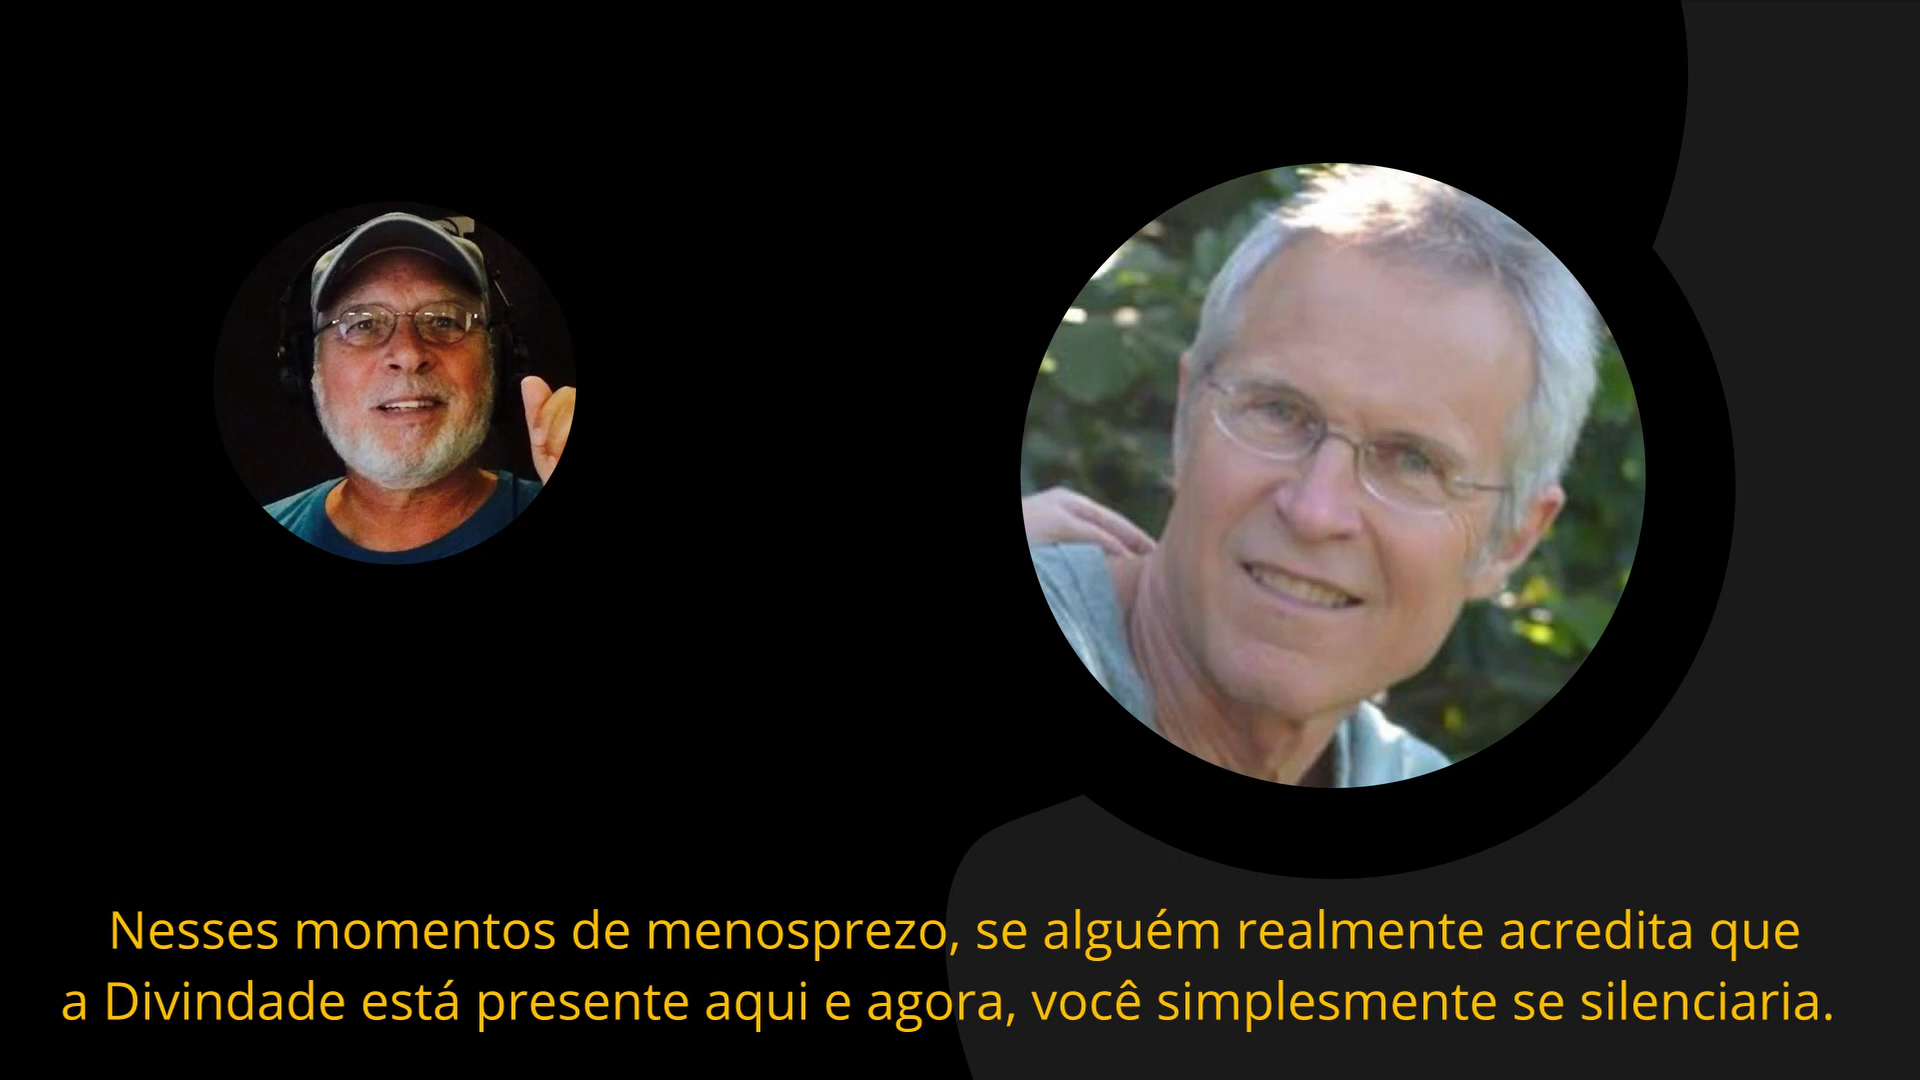 Nesses momentos de menosprezo, se alguém realmente acredita que
a Divindade está presente aqui e agora, você simplesmente se silenciaria.